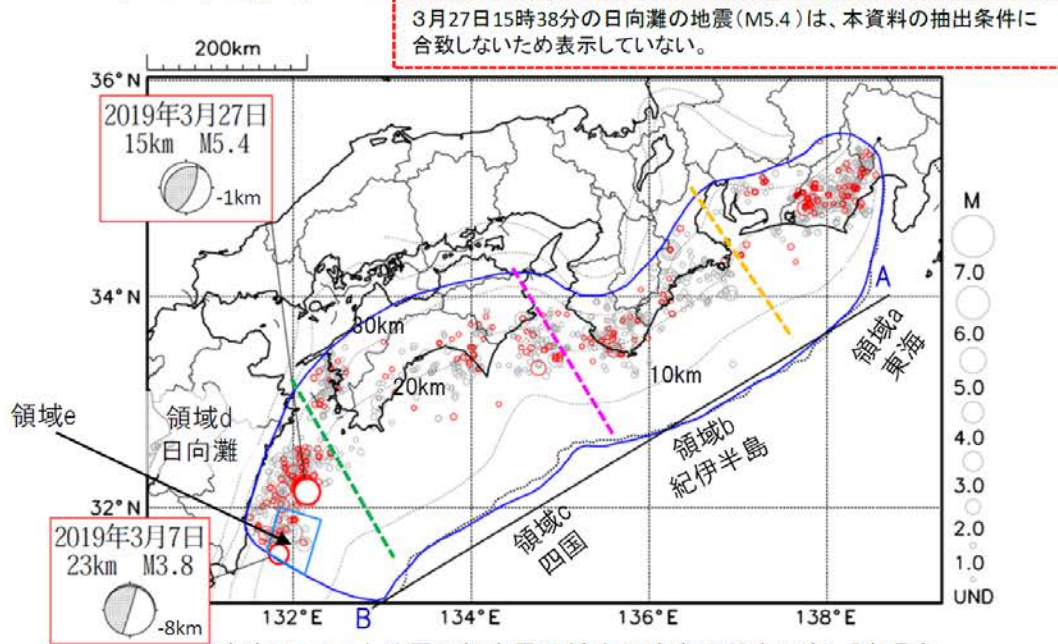 3月27日15時38分の日向灘の地震(M5.4)は、本資料の抽出条件に
合致しないため表示していない。
200km
36°N
2019年3月27日
15km M5.4
-1km
M
7.0
6.0
5.0
4.0
3.0
2.0
1.0
UND
34°N
30km
20km
10km
A
領域a
東海
領域b
紀伊半島
領域c
四国
領域d
日向灘
領域e
32°N
2019年3月7日
23km M3.8
-8km
132°E
B
134°E
136°E
138°E